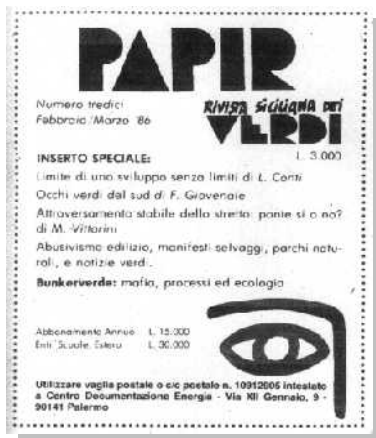 PAPIR
Numero tredici
Febbraio/Marzo '86
RIVISTA SICILIANA DEI
VERDI
L. 3.000
INSERTO SPECIALE:
Limite di uno sviluppo senza limiti di L. Conti
Occhi verdi del sud di F. Giovenale
Attraversamento stabile dello stretto: ponte si o no?
di M. Vittorini
Abusivismo edilizio, manifesti selvaggi, parchi natu-
rali, e notizie verdi.
Bunkerverde: mafia, processi ed ecologia
Abbonamento Annuo L. 15.000
Enti Scuole, Estero L. 30.000
Utilizzare vaglia postale o c/c postale n. 10912905 intestato
a Centro Documentazione Energia - Via XII Gennaio, 9 -
90141 Palermo